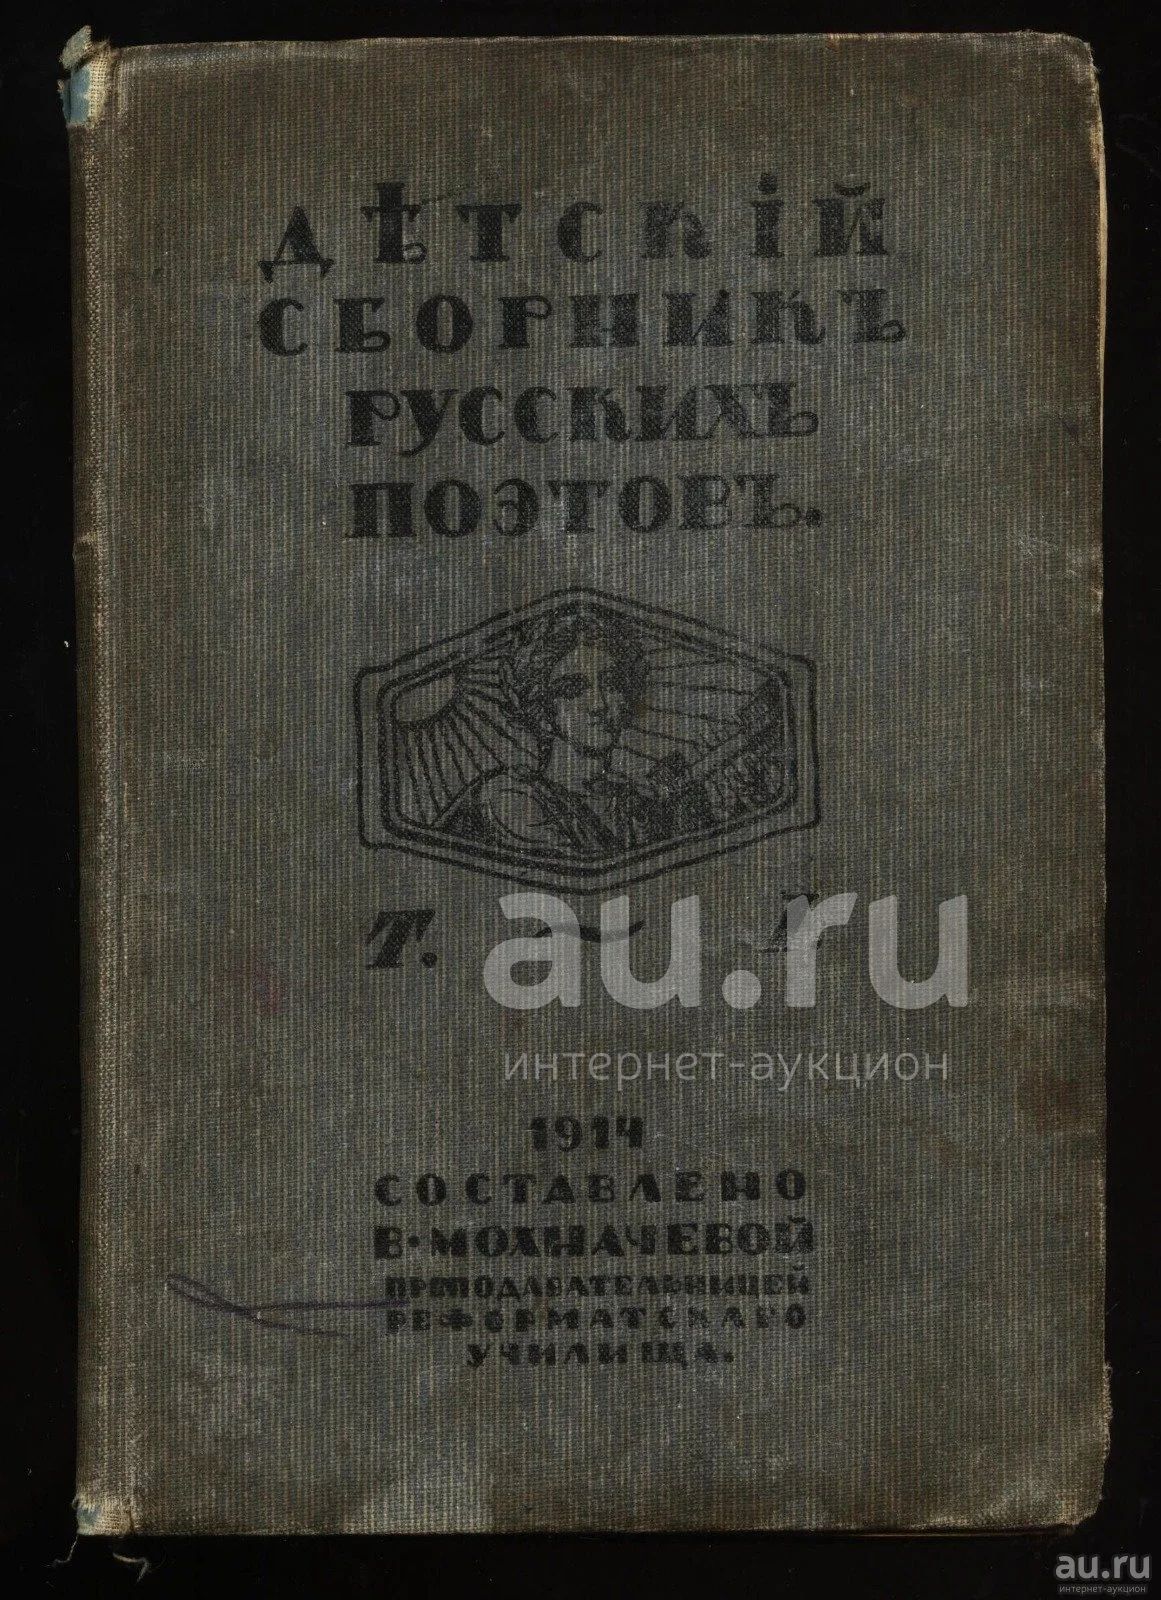 ДѢТСКІЙ
СБОРНИКЪ
РУССКИХЪ
ПОЭТОВЪ.
Т. I
au.ru
интернет-аукцион
1914
СОСТАВЛЕНО
В. МОХНАЧЕВОЙ
ПРЕПОДАВАТЕЛЬНИЦЕЙ
РЕФОРМАТСКАГО
УЧИЛИЩА.
au.ru
интернет-аукцион